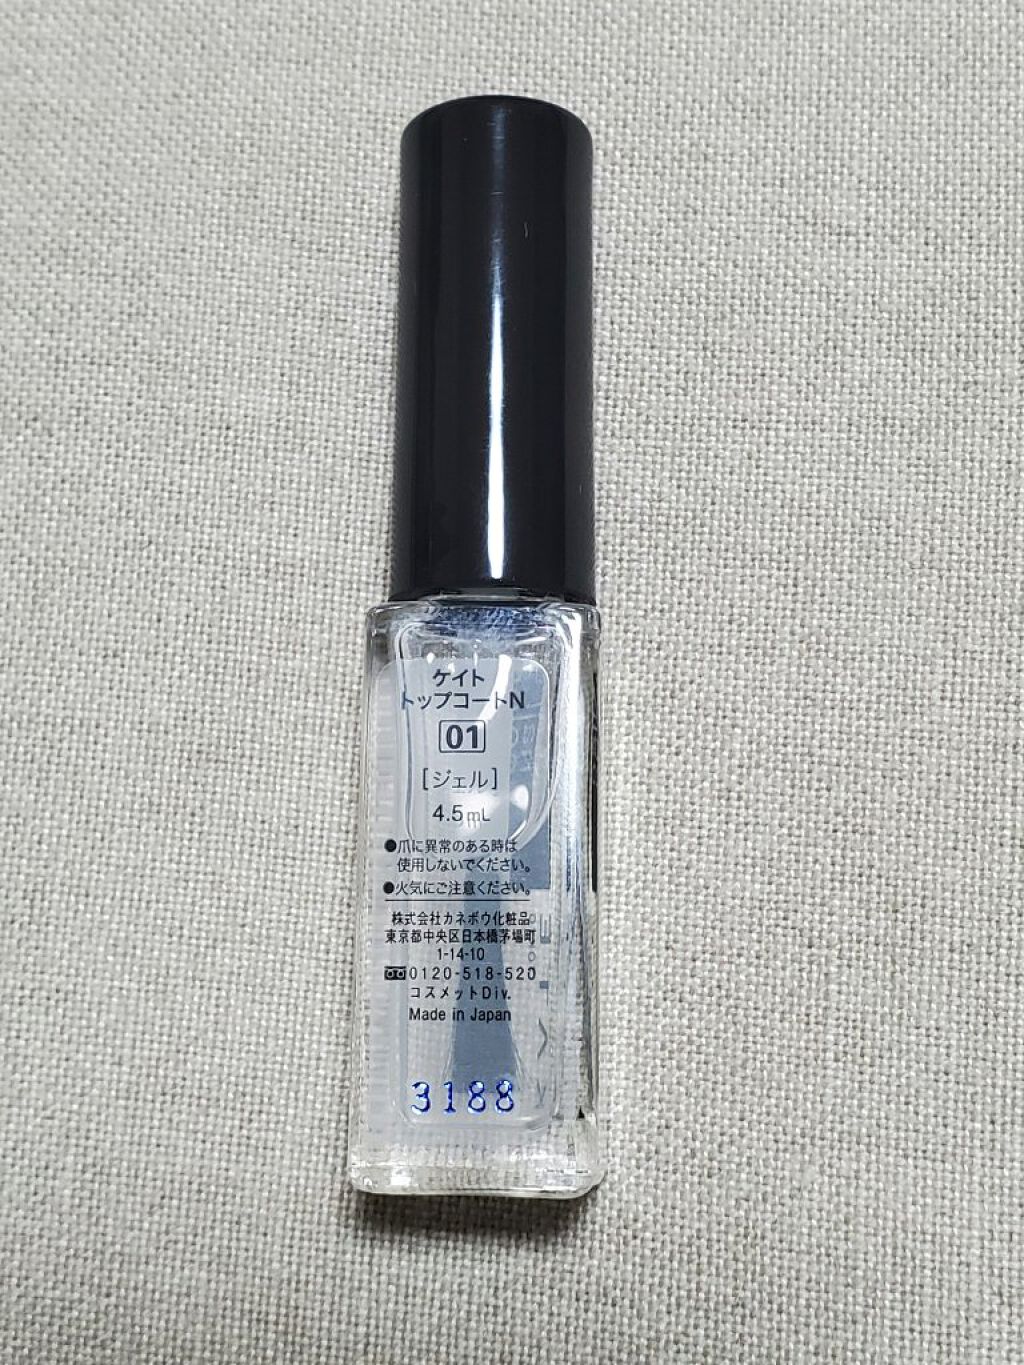 ケイト
トップコートN
01
[ジェル]
4.5mL
●爪に異常のある時は
使用しないでください。
●火気にご注意ください。
株式会社カネボウ化粧品
東京都中央区日本橋茅場町
1-14-10
0120-518-520
コスメットDiv.
Made in Japan
3188